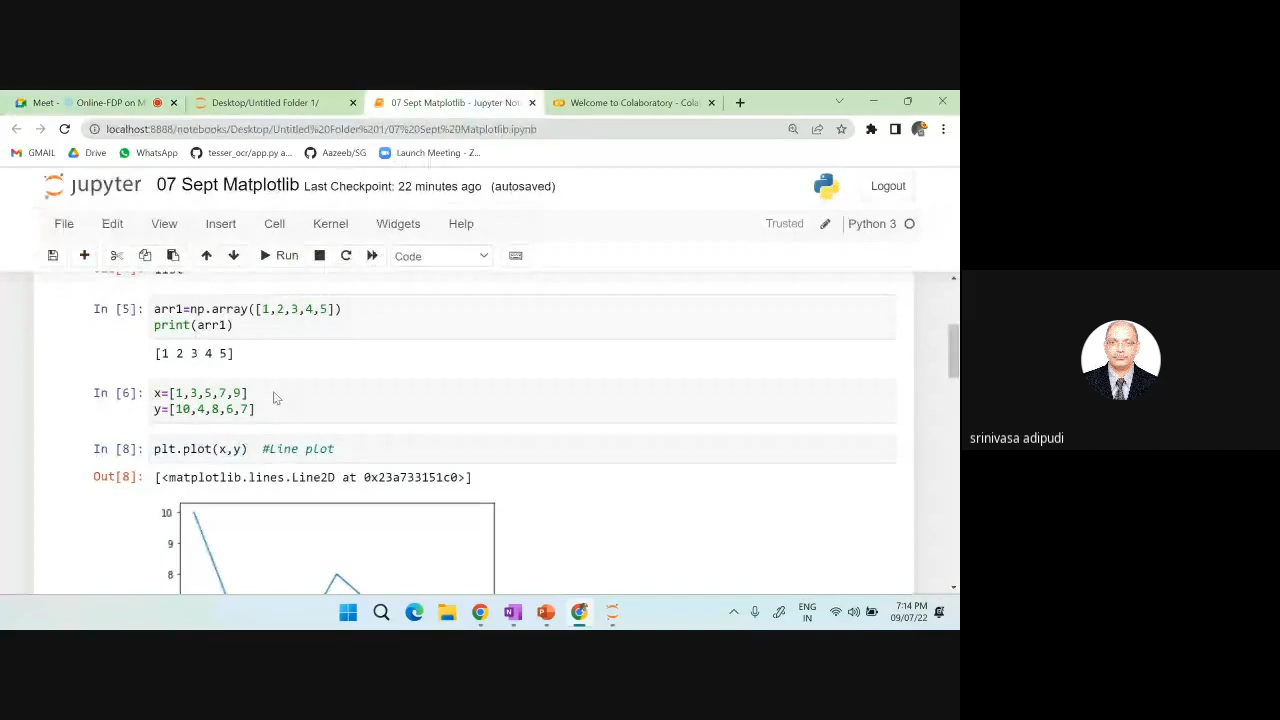 Meet - Online-FDP on M
Desktop/Untitled Folder 1/
07 Sept Matplotlib - Jupyter Not
Welcome to Colaboratory - Cola
localhost:8888/notebooks/Desktop/Untitled%20Folder%201/07%20Sept%20Matplotlib.ipynb
GMAIL
Drive
WhatsApp
tesser_ocr/app.py a...
Aazeeb/SG
Launch Meeting - Z...
jupyter 07 Sept Matplotlib Last Checkpoint: 22 minutes ago (autosaved)
Logout
File Edit View Insert Cell Kernel Widgets Help
Trusted
Python 3
Run
Code
In [5]: arr1=np.array([1,2,3,4,5])
print(arr1)
[1 2 3 4 5]
In [6]: x=[1,3,5,7,9]
y=[10,4,8,6,7]
In [8]: plt.plot(x,y) #Line plot
Out[8]: [<matplotlib.lines.Line2D at 0x23a733151c0>]
10
9
8
ENG
IN
7:14 PM
09/07/22
srinivasa adipudi